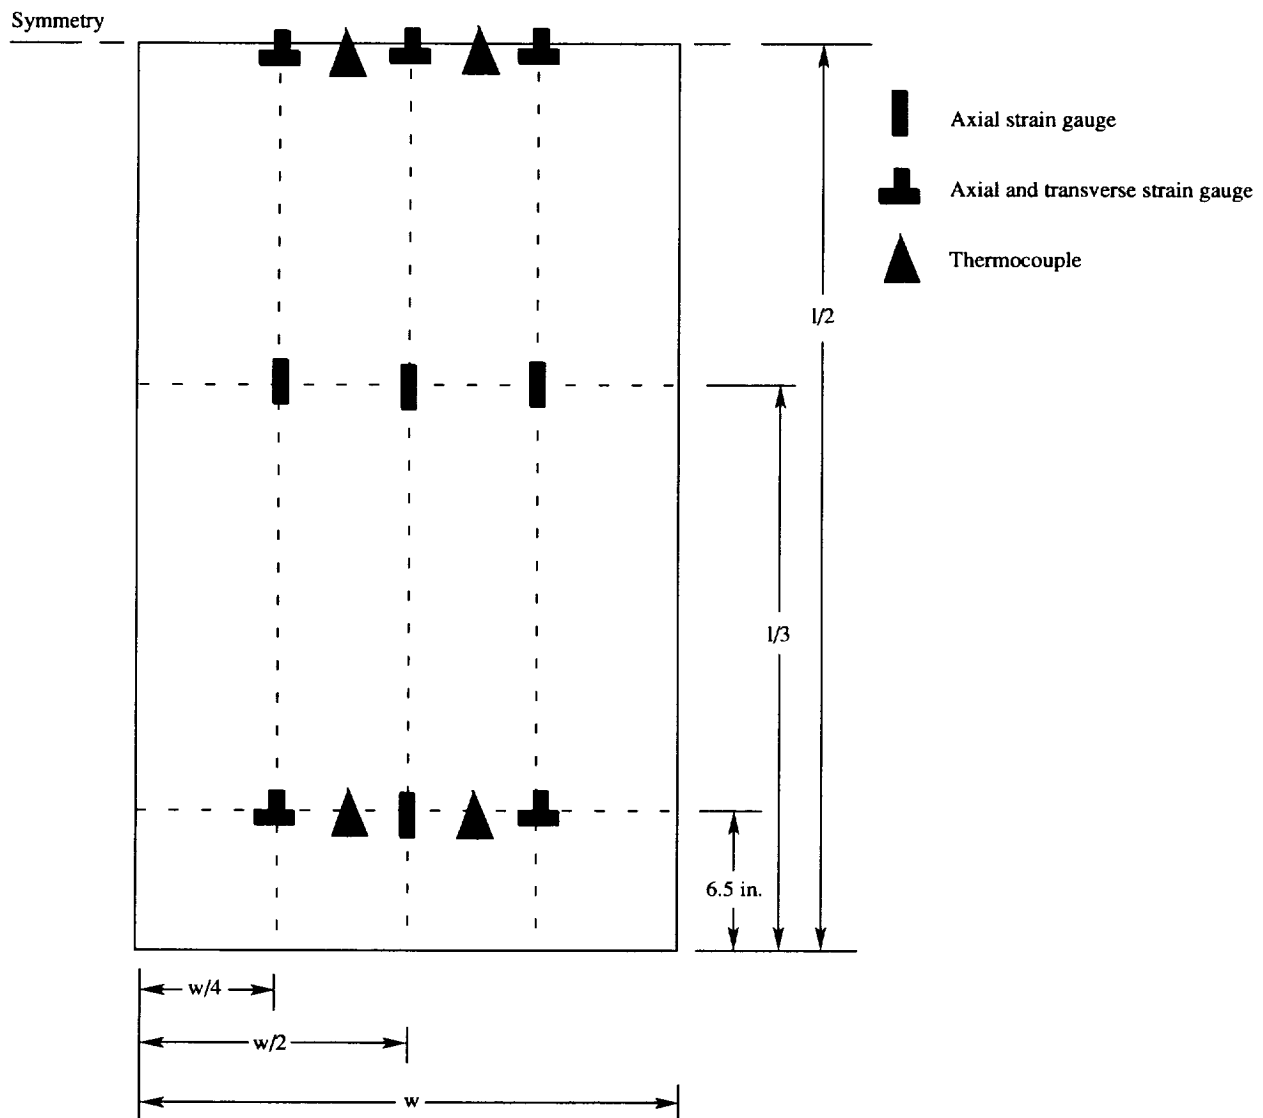 Symmetry
Axial strain gauge
Axial and transverse strain gauge
Thermocouple
l/2
l/3
6.5 in.
w/4
w/2
w